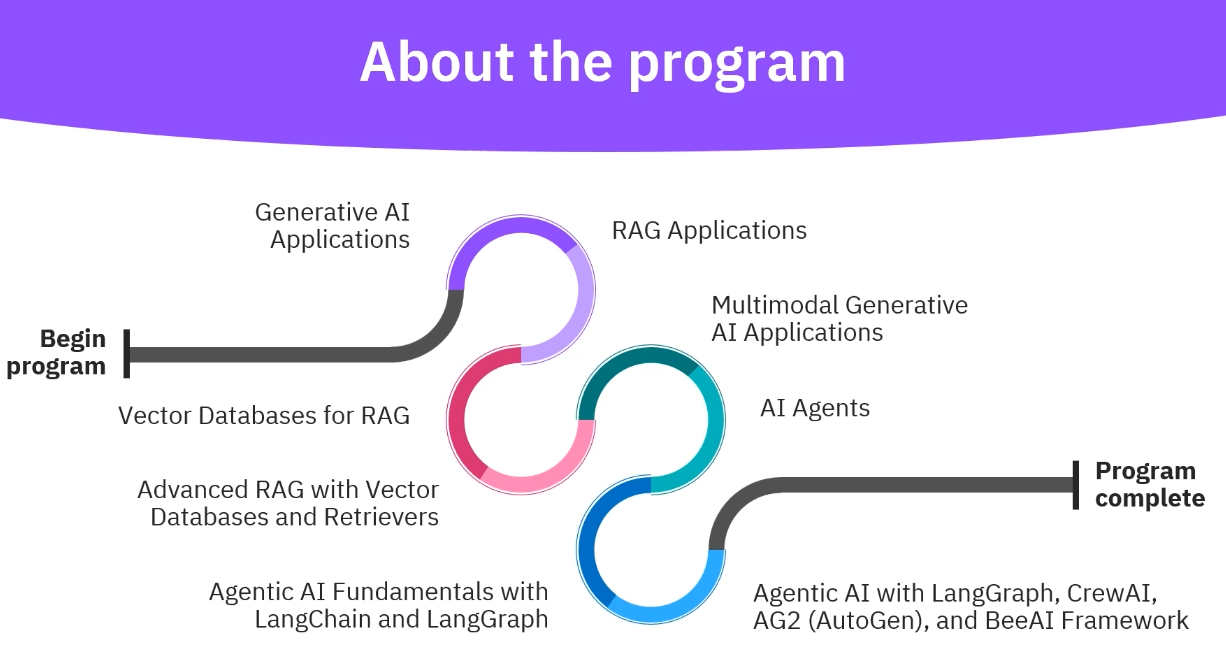 About the program
Generative AI
Applications
RAG Applications
Multimodal Generative
AI Applications
Begin
program
Vector Databases for RAG
AI Agents
Advanced RAG with Vector
Databases and Retrievers
Program
complete
Agentic AI Fundamentals with
LangChain and LangGraph
Agentic AI with LangGraph, CrewAI,
AG2 (AutoGen), and BeeAI Framework